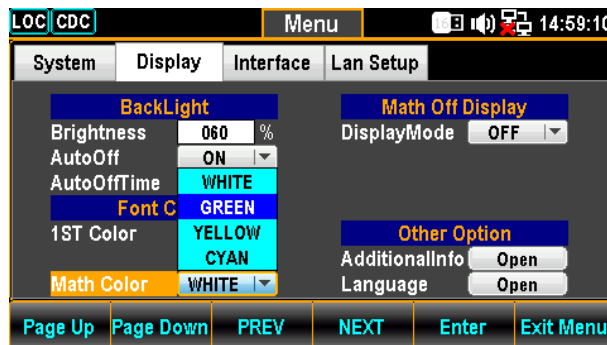 LOC CDC Menu 16B 14:59:10
System Display Interface Lan Setup
BackLight Math Off Display
Brightness 060 % DisplayMode OFF
AutoOff ON
AutoOffTime WHITE
Font C GREEN
1ST Color YELLOW Other Option
CYAN AdditionalInfo Open
Math Color WHITE Language Open
Page Up Page Down PREV NEXT Enter Exit Menu